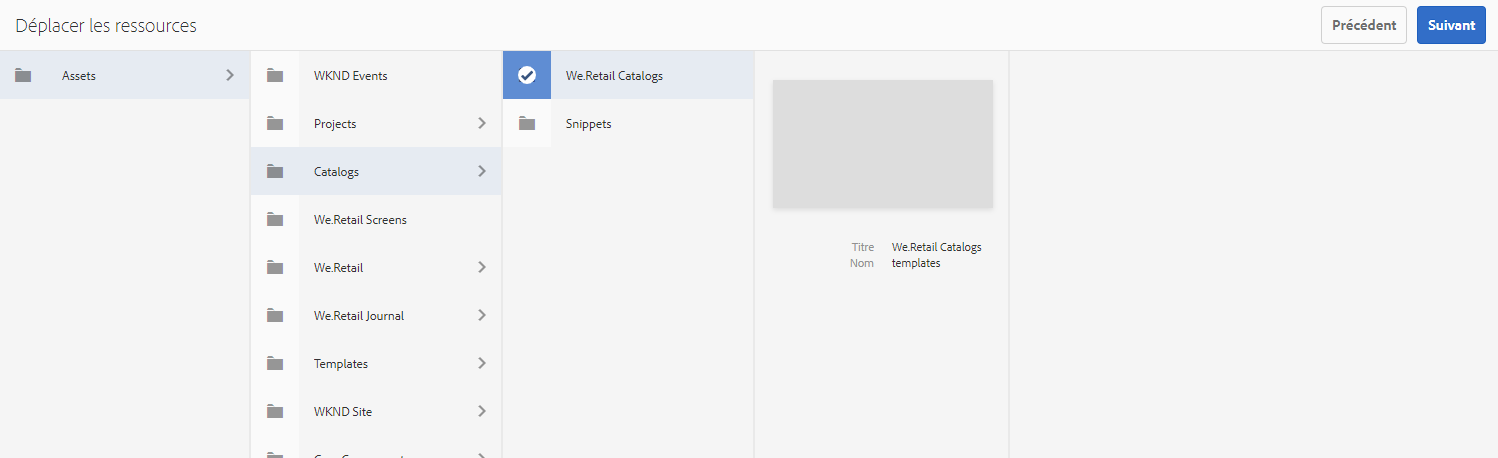 Déplacer les ressources
Précédent
Suivant
Assets
WKND Events
Projects
Catalogs
We.Retail Screens
We.Retail
We.Retail Journal
Templates
WKND Site
We.Retail Catalogs
Snippets
Titre We.Retail Catalogs
Nom templates